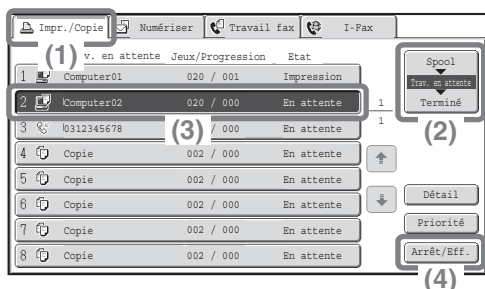 Impr./Copie Numériser Travail fax I-Fax
(1)
v. en attente Jeux/Progression Etat
1 Computer01 020 / 001 Impression
2 Computer02 020 / 000 En attente
3 0312345678 / 000 En attente
4 Copie 002 / 000 En attente
5 Copie 002 / 000 En attente
6 Copie 002 / 000 En attente
7 Copie 002 / 000 En attente
8 Copie 002 / 000 En attente
(3)
1
1
Spool
Trav. en attente
Terminé
(2)
Détail
Priorité
Arrêt/Eff.
(4)